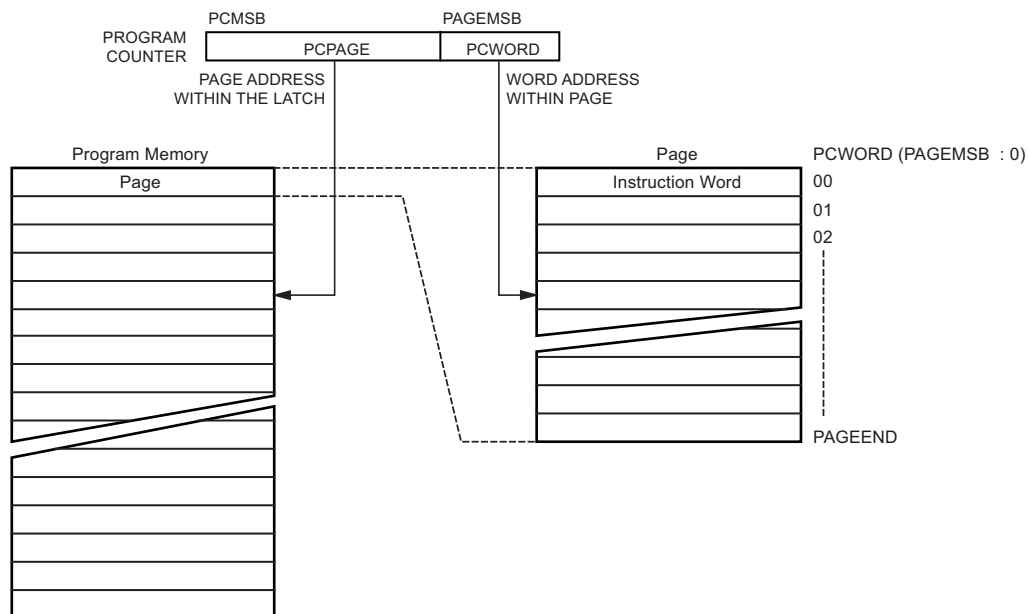 PCMSB
PAGEMSB
PROGRAM
COUNTER
PCPAGE
PCWORD
PAGE ADDRESS
WITHIN THE LATCH
WORD ADDRESS
WITHIN PAGE
Program Memory
Page
PCWORD (PAGEMSB : 0)
Page
Instruction Word
00
01
02
PAGEEND